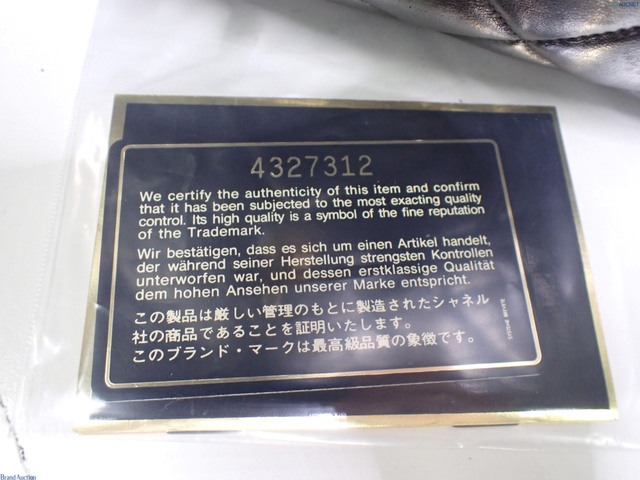 4327312
We certify the authenticity of this item and confirm
that it has been subjected to the most exacting quality
control. Its high quality is a symbol of the fine reputation
of the Trademark.
Wir bestätigen, dass es sich um einen Artikel handelt,
der während seiner Herstellung strengsten Kontrollen
unterworfen war, und dessen erstklassige Qualität
dem hohen Ansehen unserer Marke entspricht.
この製品は厳しい管理のもとに製造されたシャネル
社の商品であることを証明いたします。
このブランド・マークは最高級品質の象徴です。
Brand Auction